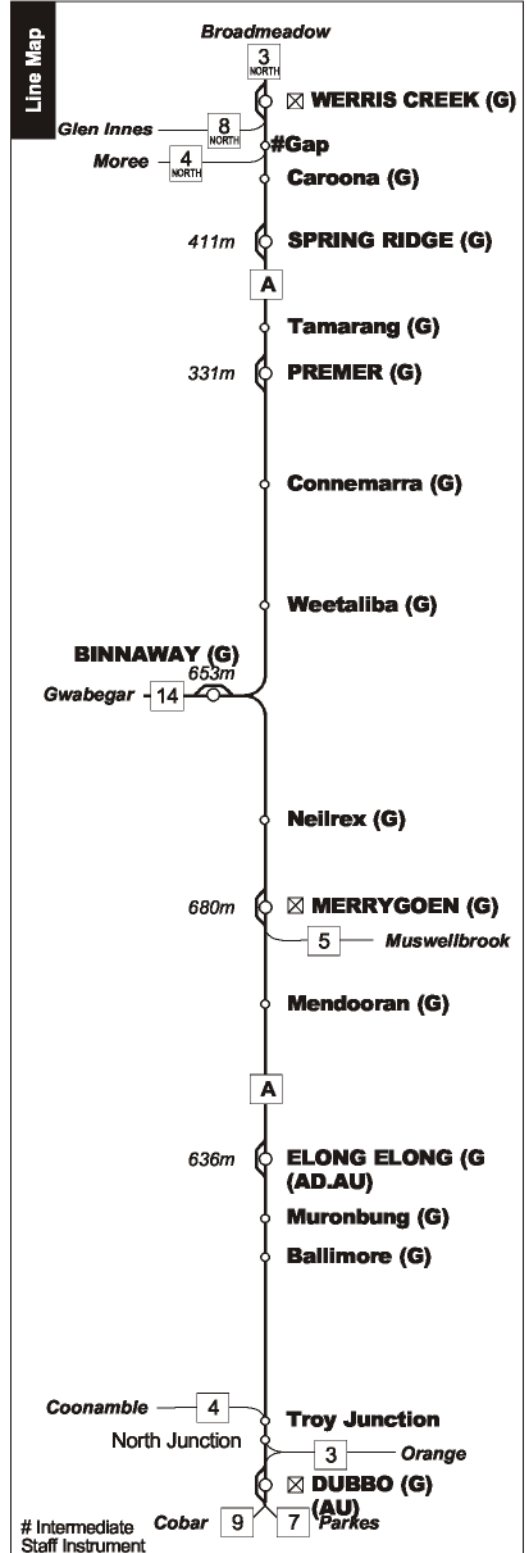 Line Map
Broadmeadow
3
NORTH
☒ WERRIS CREEK (G)
Glen Innes
8
NORTH
#Gap
Moree
4
NORTH
Caroona (G)
411m
SPRING RIDGE (G)
A
Tamarang (G)
331m
PREMER (G)
Connemarra (G)
Weetaliba (G)
BINNAWAY (G)
653m
Gwabegar
14
Neilrex (G)
680m
☒ MERRYGOEN (G)
5
Muswellbrook
Mendooran (G)
A
636m
ELONG ELONG (G
(AD.AU)
Muronbung (G)
Ballimore (G)
Coonamble
4
Troy Junction
North Junction
3
Orange
☒ DUBBO (G)
(AU)
Cobar
9
7
Parkes
# Intermediate
Staff Instrument